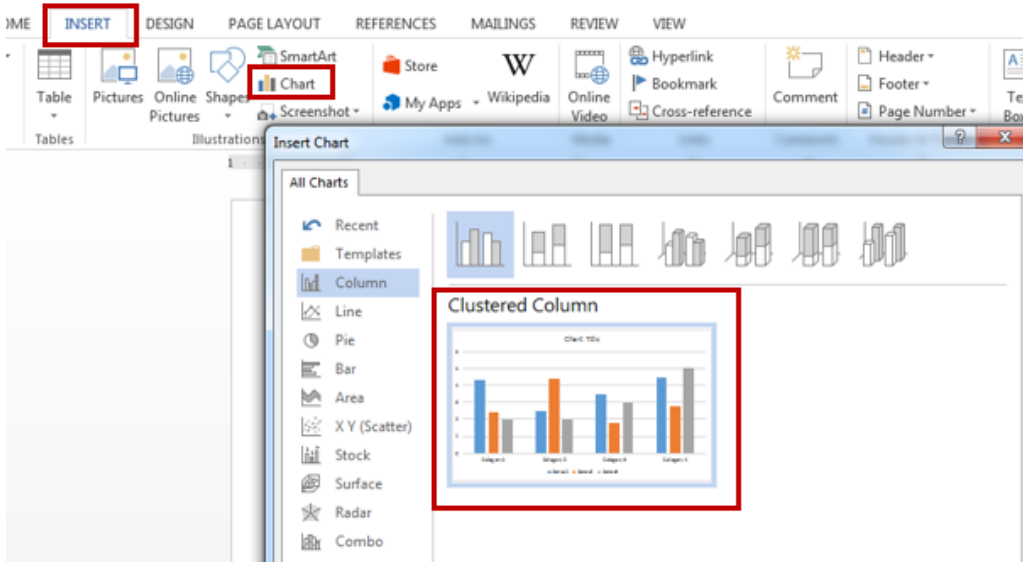 OME INSERT DESIGN PAGE LAYOUT REFERENCES MAILINGS REVIEW VIEW
SmartArt Store Hyperlink Header
Chart Bookmark Footer
Table Pictures Online Pictures Shapes Screenshot My Apps Wikipedia Online Video Cross-reference Comment Page Number
Tables Illustrations
Insert Chart
All Charts
Recent
Templates
Column
Line
Pie
Bar
Area
X Y (Scatter)
Stock
Surface
Radar
Combo
Clustered Column
Chart Title